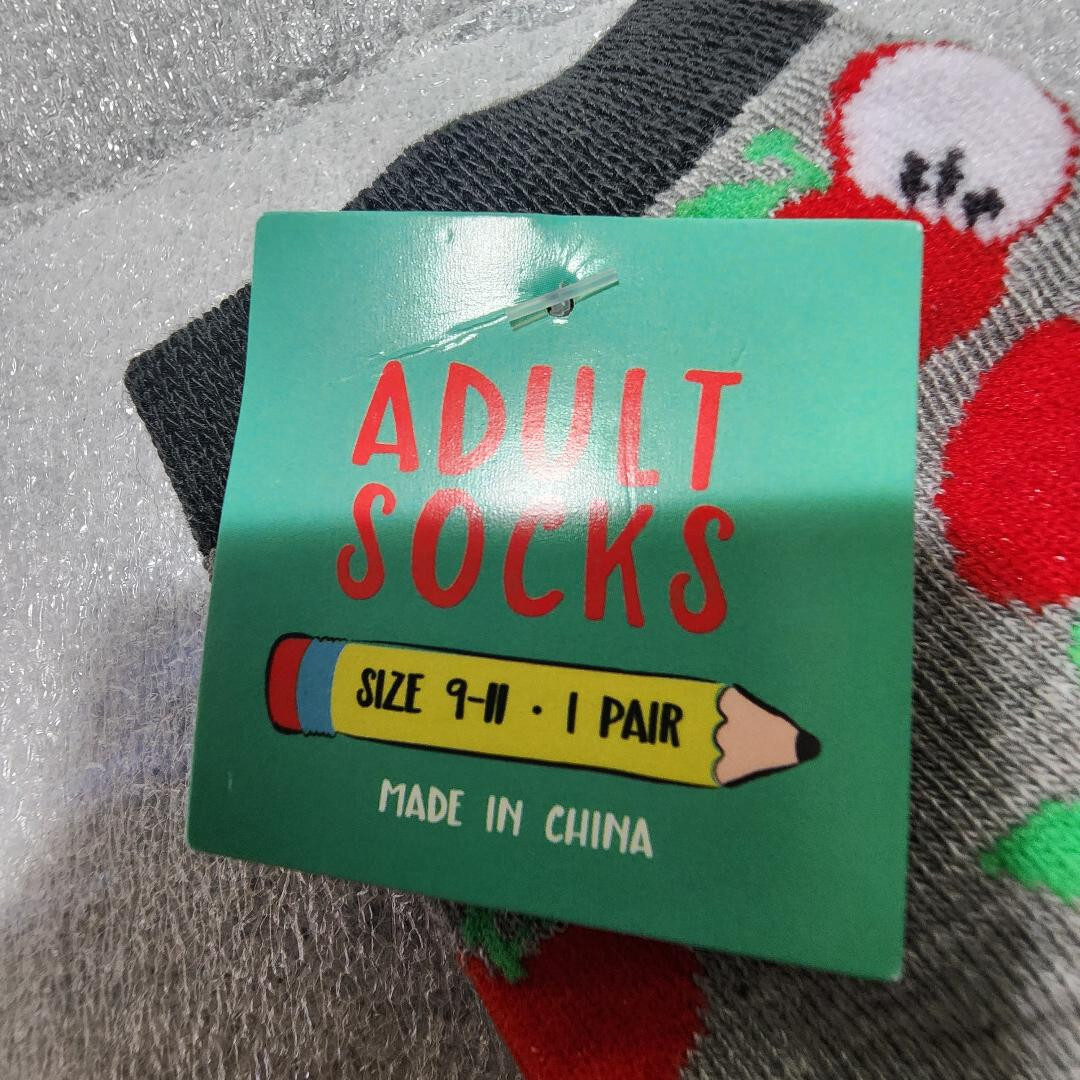 ADULT
SOCKS
SIZE 9-11 · 1 PAIR
MADE IN CHINA